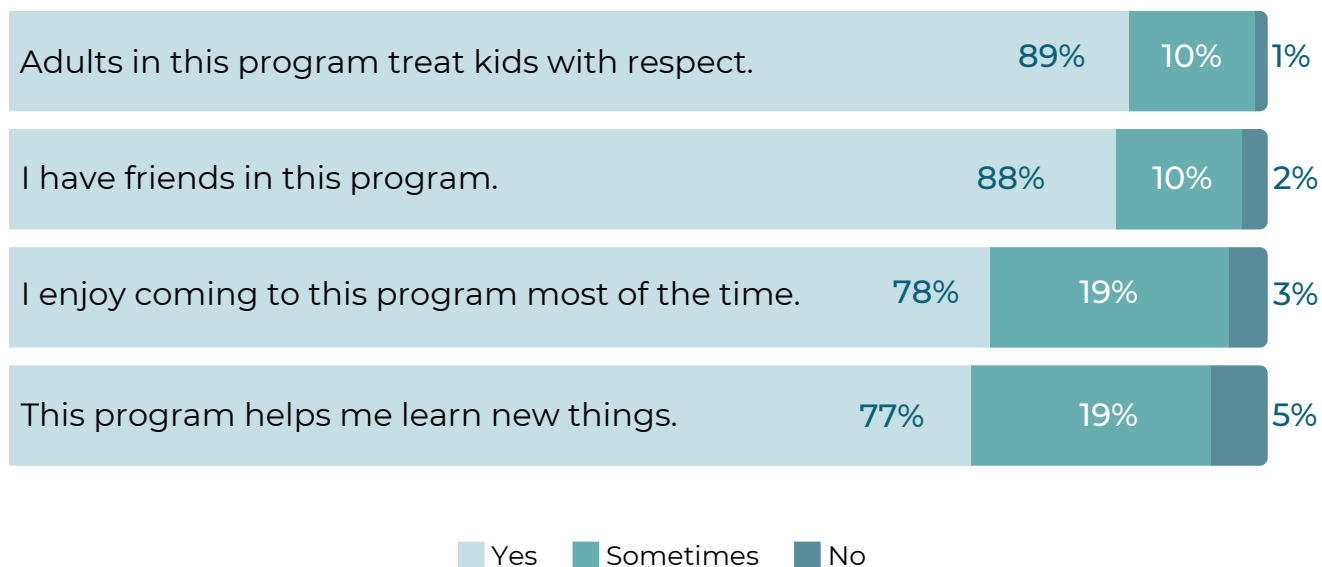 Adults in this program treat kids with respect. 89% 10% 1%
I have friends in this program. 88% 10% 2%
I enjoy coming to this program most of the time. 78% 19% 3%
This program helps me learn new things. 77% 19% 5%
Yes Sometimes No